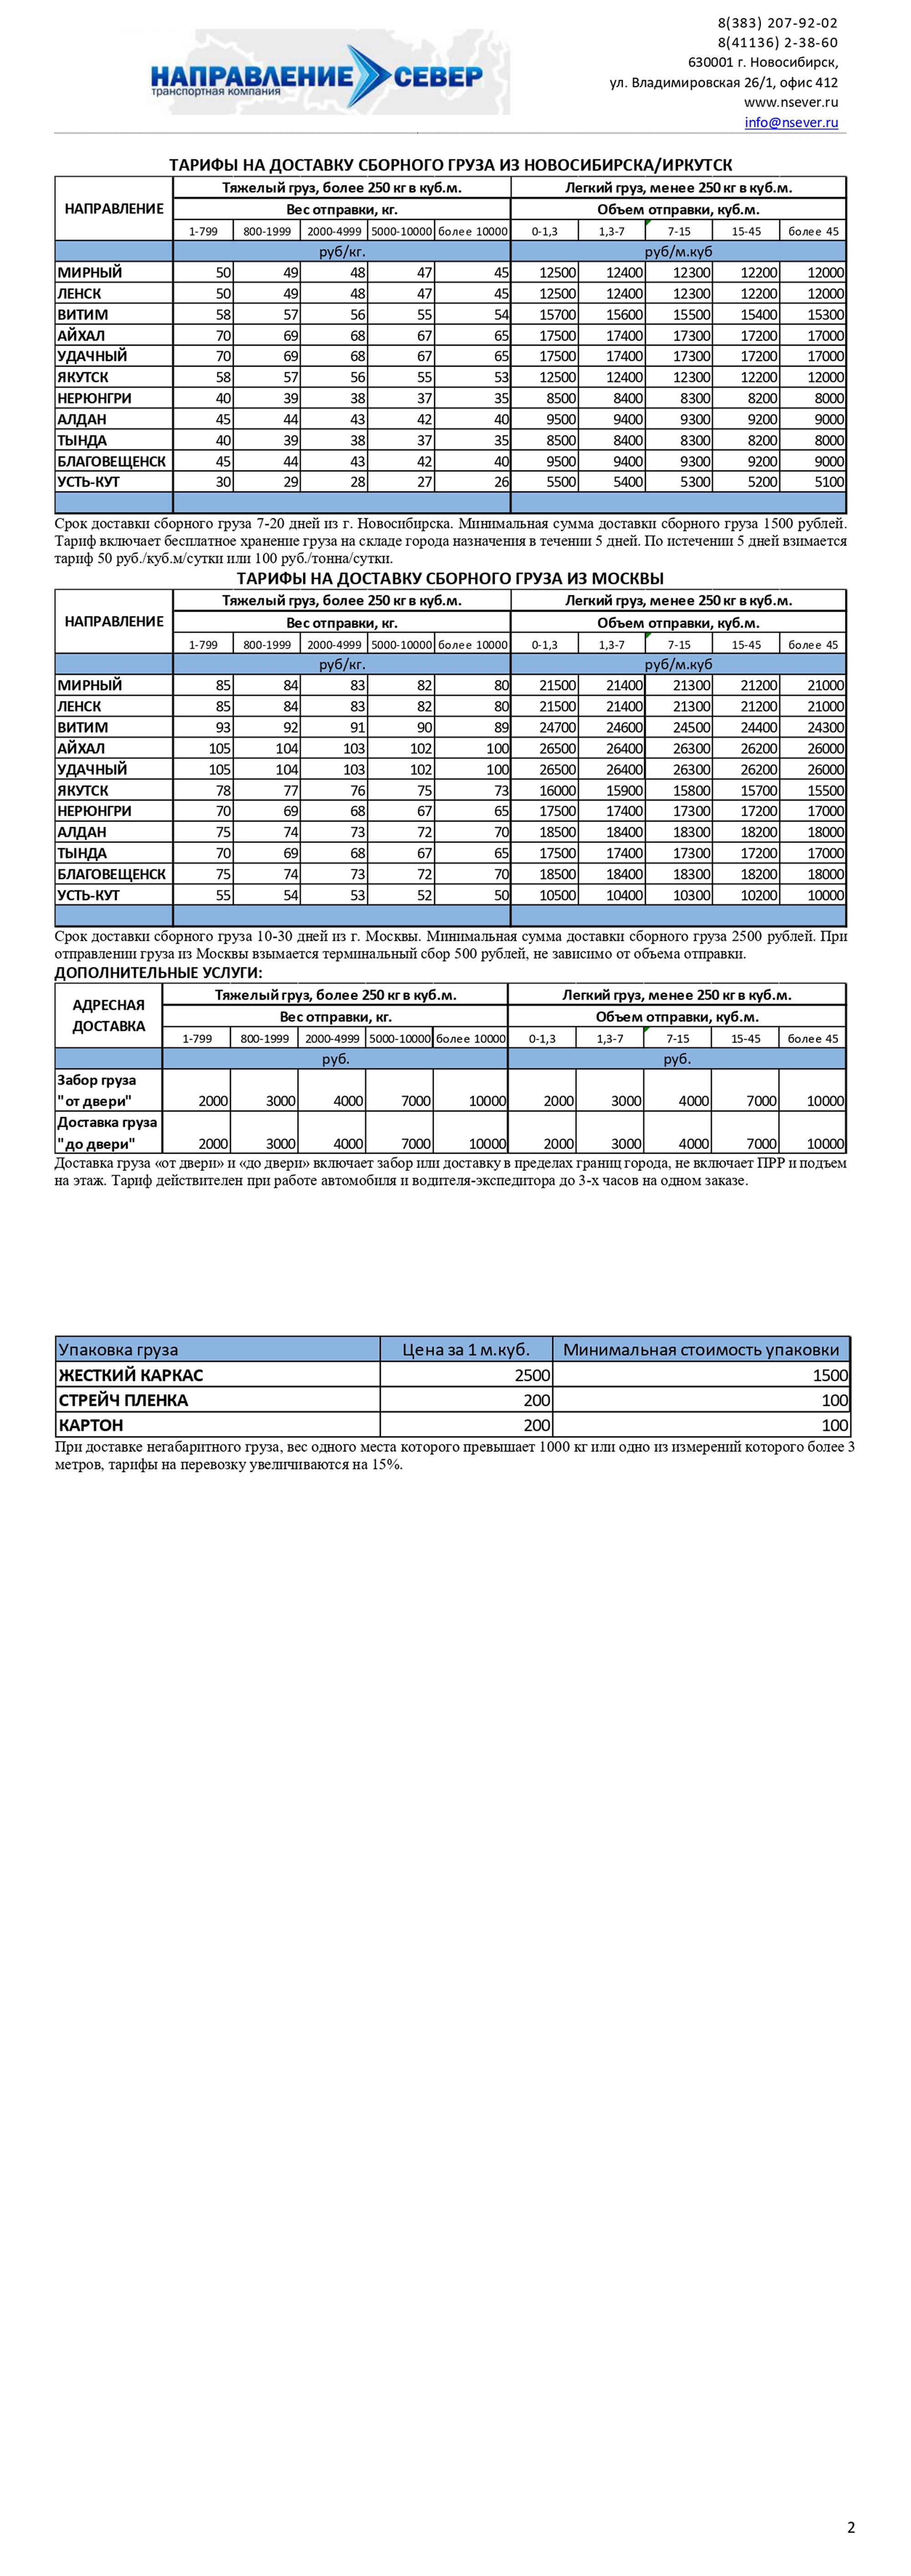 8(383) 207-92-02
8(41136) 2-38-60
630001 г. Новосибирск,
ул. Владимировская 26/1, офис 412
www.nsever.ru
info@nsever.ru
НАПРАВЛЕНИЕ СЕВЕР
транспортная компания
ТАРИФЫ НА ДОСТАВКУ СБОРНОГО ГРУЗА ИЗ НОВОСИБИРСКА/ИРКУТСК
НАПРАВЛЕНИЕ
Тяжелый груз, более 250 кг в куб.м. Легкий груз, менее 250 кг в куб.м.
Вес отправки, кг. Объем отправки, куб.м.
1-799 800-1999 2000-4999 5000-10000 более 10000 0-1,3 1,3-7 7-15 15-45 более 45
руб/кг. руб/м.куб
МИРНЫЙ 50 49 48 47 45 12500 12400 12300 12200 12000
ЛЕНСК 50 49 48 47 45 12500 12400 12300 12200 12000
ВИТИМ 58 57 56 55 54 15700 15600 15500 15400 15300
АЙХАЛ 70 69 68 67 65 17500 17400 17300 17200 17000
УДАЧНЫЙ 70 69 68 67 65 17500 17400 17300 17200 17000
ЯКУТСК 58 57 56 55 53 12500 12400 12300 12200 12000
НЕРЮНГРИ 40 39 38 37 35 8500 8400 8300 8200 8000
АЛДАН 45 44 43 42 40 9500 9400 9300 9200 9000
ТЫНДА 40 39 38 37 35 8500 8400 8300 8200 8000
БЛАГОВЕЩЕНСК 45 44 43 42 40 9500 9400 9300 9200 9000
УСТЬ-КУТ 30 29 28 27 26 5500 5400 5300 5200 5100
Срок доставки сборного груза 7-20 дней из г. Новосибирска. Минимальная сумма доставки сборного груза 1500 рублей.
Тариф включает бесплатное хранение груза на складе города назначения в течении 5 дней. По истечении 5 дней взимается
тариф 50 руб./куб.м/сутки или 100 руб./тонна/сутки.
ТАРИФЫ НА ДОСТАВКУ СБОРНОГО ГРУЗА ИЗ МОСКВЫ
НАПРАВЛЕНИЕ
Тяжелый груз, более 250 кг в куб.м. Легкий груз, менее 250 кг в куб.м.
Вес отправки, кг. Объем отправки, куб.м.
1-799 800-1999 2000-4999 5000-10000 более 10000 0-1,3 1,3-7 7-15 15-45 более 45
руб/кг. руб/м.куб
МИРНЫЙ 85 84 83 82 80 21500 21400 21300 21200 21000
ЛЕНСК 85 84 83 82 80 21500 21400 21300 21200 21000
ВИТИМ 93 92 91 90 89 24700 24600 24500 24400 24300
АЙХАЛ 105 104 103 102 100 26500 26400 26300 26200 26000
УДАЧНЫЙ 105 104 103 102 100 26500 26400 26300 26200 26000
ЯКУТСК 78 77 76 75 73 16000 15900 15800 15700 15500
НЕРЮНГРИ 70 69 68 67 65 17500 17400 17300 17200 17000
АЛДАН 75 74 73 72 70 18500 18400 18300 18200 18000
ТЫНДА 70 69 68 67 65 17500 17400 17300 17200 17000
БЛАГОВЕЩЕНСК 75 74 73 72 70 18500 18400 18300 18200 18000
УСТЬ-КУТ 55 54 53 52 50 10500 10400 10300 10200 10000
Срок доставки сборного груза 10-30 дней из г. Москвы. Минимальная сумма доставки сборного груза 2500 рублей. При
отправлении груза из Москвы взымается терминальный сбор 500 рублей, не зависимо от объема отправки.
ДОПОЛНИТЕЛЬНЫЕ УСЛУГИ:
АДРЕСНАЯ
ДОСТАВКА
Тяжелый груз, более 250 кг в куб.м. Легкий груз, менее 250 кг в куб.м.
Вес отправки, кг. Объем отправки, куб.м.
1-799 800-1999 2000-4999 5000-10000 более 10000 0-1,3 1,3-7 7-15 15-45 более 45
руб. руб.
Забор груза
"от двери" 2000 3000 4000 7000 10000 2000 3000 4000 7000 10000
Доставка груза
"до двери" 2000 3000 4000 7000 10000 2000 3000 4000 7000 10000
Доставка груза «от двери» и «до двери» включает забор или доставку в пределах границ города, не включает ПРР и подъем
на этаж. Тариф действителен при работе автомобиля и водителя-экспедитора до 3-х часов на одном заказе.
Упаковка груза Цена за 1 м.куб. Минимальная стоимость упаковки
ЖЕСТКИЙ КАРКАС 2500 1500
СТРЕЙЧ ПЛЕНКА 200 100
КАРТОН 200 100
При доставке негабаритного груза, вес одного места которого превышает 1000 кг или одно из измерений которого более 3
метров, тарифы на перевозку увеличиваются на 15%.
2